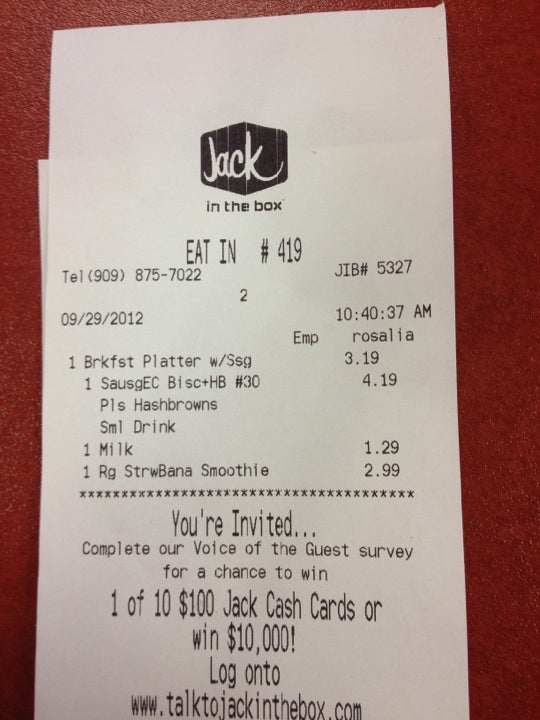 Jack
in the box
EAT IN # 419
Tel(909) 875-7022 JIB# 5327
2
09/29/2012 10:40:37 AM
Emp rosalia
1 Brkfst Platter w/Ssg 3.19
1 SausgEC Bisc+HB #30 4.19
Pls Hashbrowns
Sml Drink
1 Milk 1.29
1 Rg StrwBana Smoothie 2.99
****************************************
You're Invited...
Complete our Voice of the Guest survey
for a chance to win
1 of 10 $100 Jack Cash Cards or
win $10,000!
Log onto
www.talktojackinthebox.com